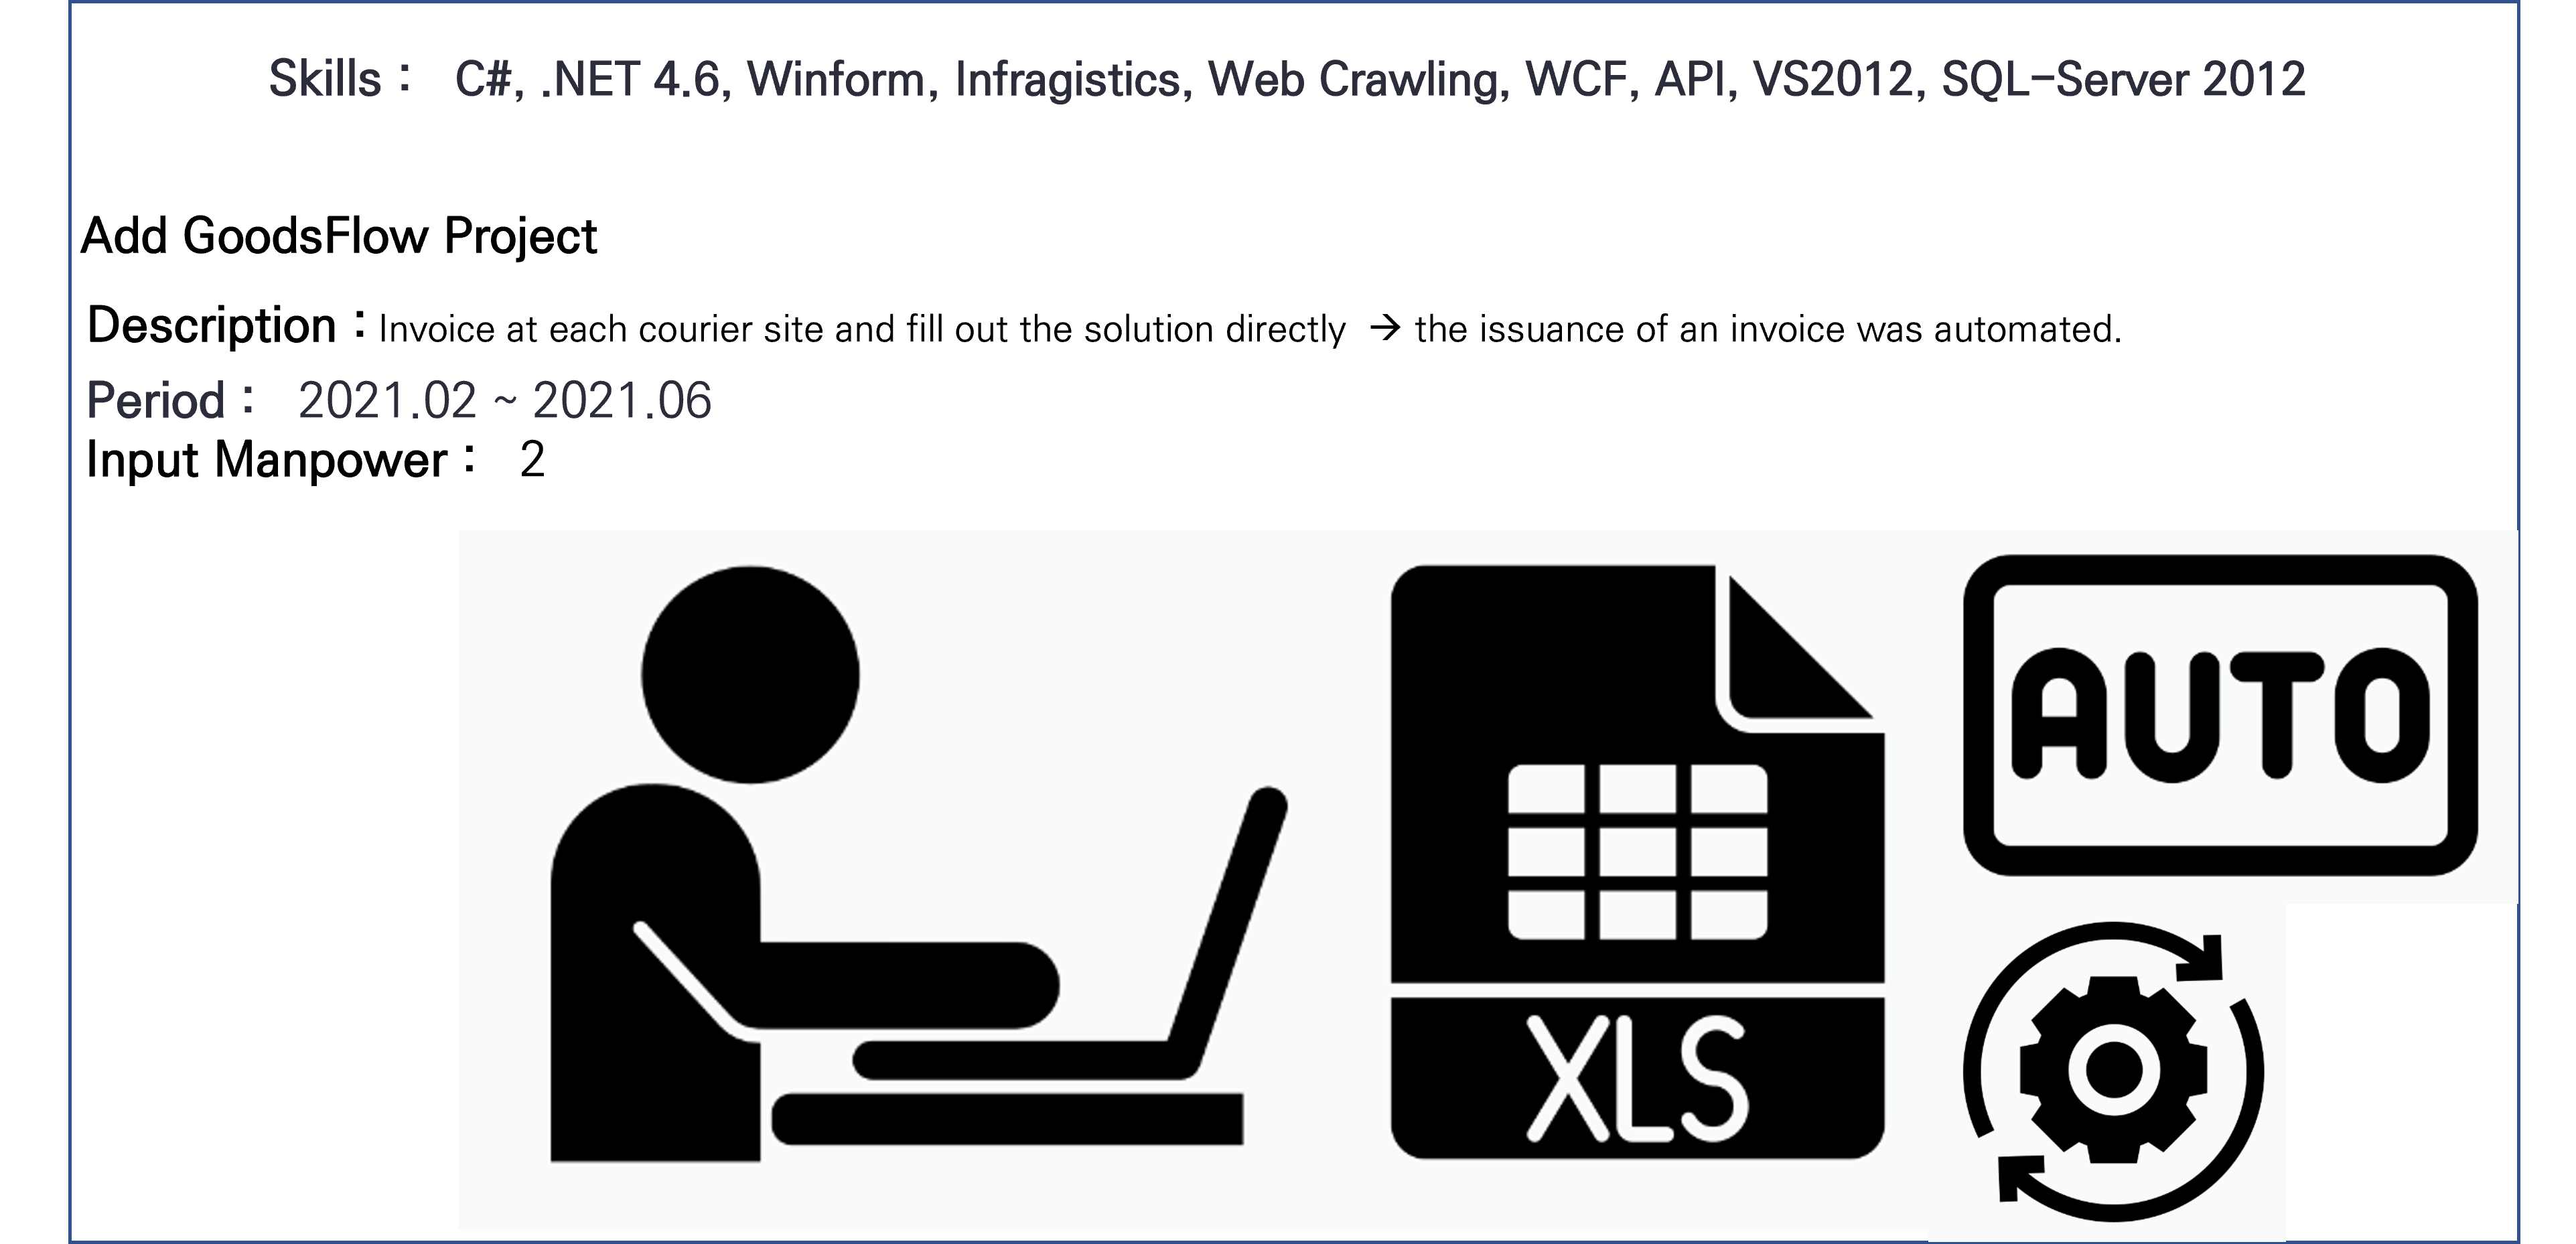 Skills : C#, .NET 4.6, Winform, Infragistics, Web Crawling, WCF, API, VS2012, SQL-Server 2012
Add GoodsFlow Project
Description : Invoice at each courier site and fill out the solution directly → the issuance of an invoice was automated.
Period : 2021.02 ~ 2021.06
Input Manpower : 2
AUTO
XLS